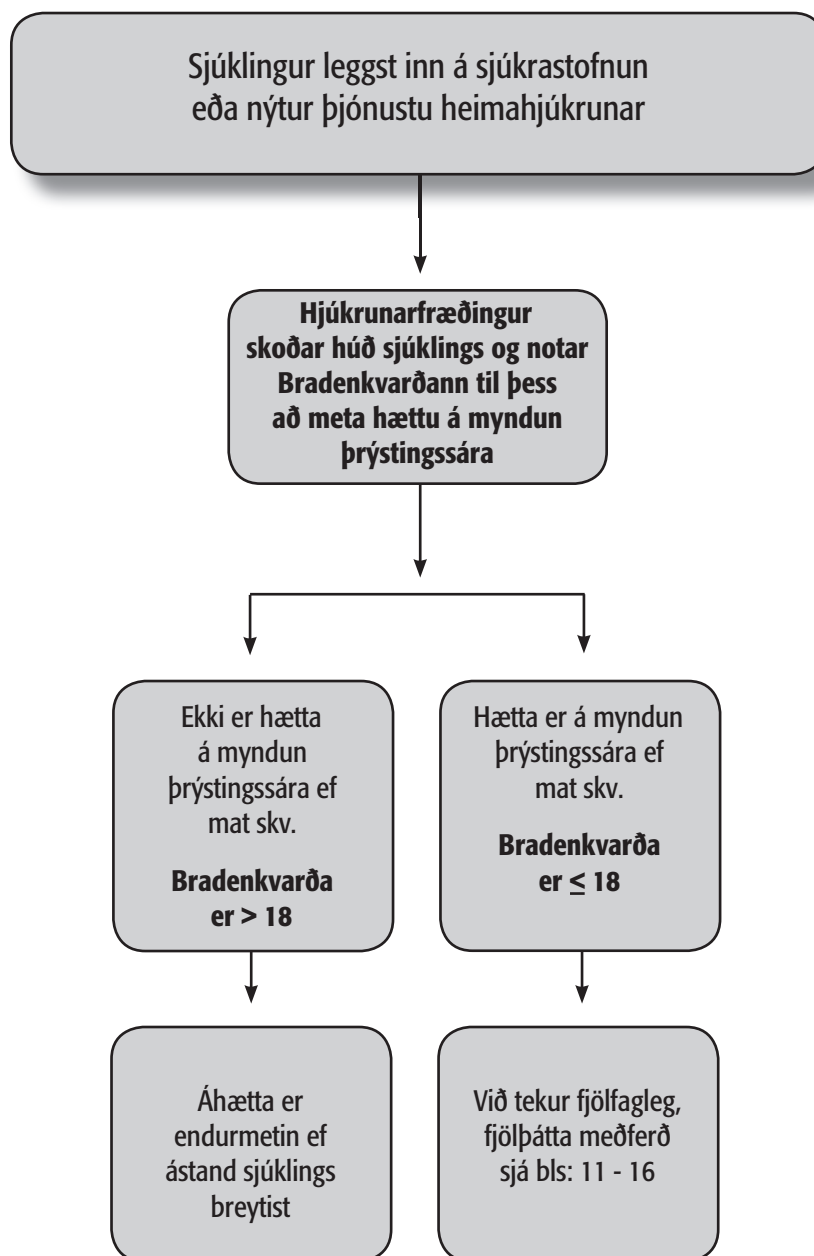 Sjúklingur leggst inn á sjúkrastofnun
eða nýtur þjónustu heimahjúkrunar
Hjúkrunarfræðingur
skoðar húð sjúklings og notar
Bradenkvarðann til þess
að meta hættu á myndun
þrýstingssára
Ekki er hætta
á myndun
þrýstingssára ef
mat skv.
Bradenkvarða
er > 18
Hætta er á myndun
þrýstingssára ef
mat skv.
Bradenkvarða
er ≤ 18
Áhætta er
endurmetin ef
ástand sjúklings
breytist
Við tekur fjölfagleg,
fjölþátta meðferð
sjá bls: 11 - 16